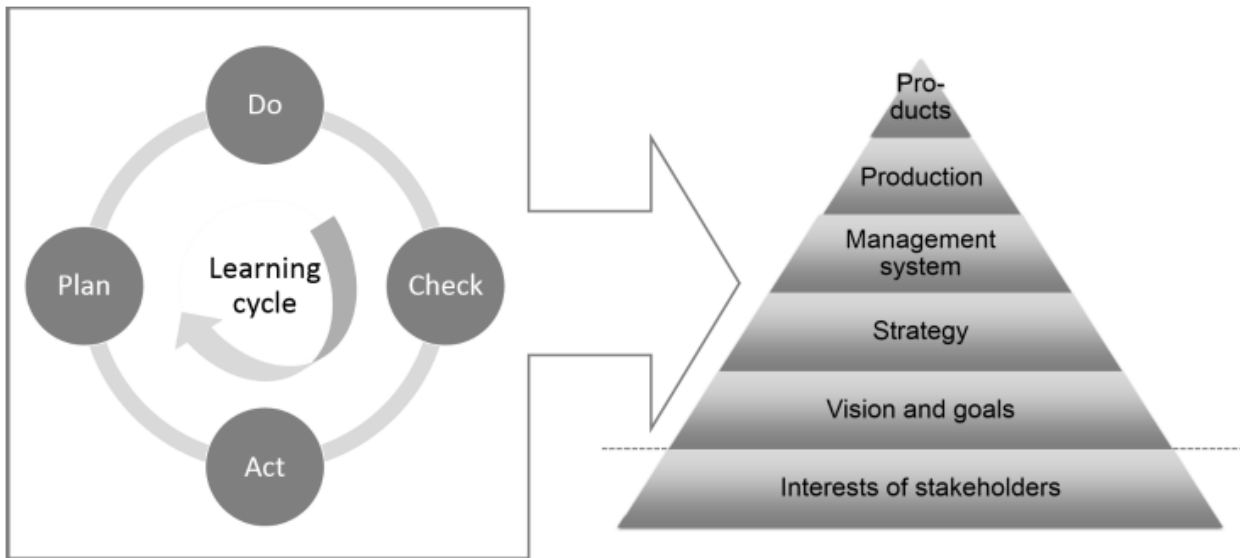 Do
Plan
Learning
cycle
Check
Act
Pro-
ducts
Production
Management
system
Strategy
Vision and goals
Interests of stakeholders